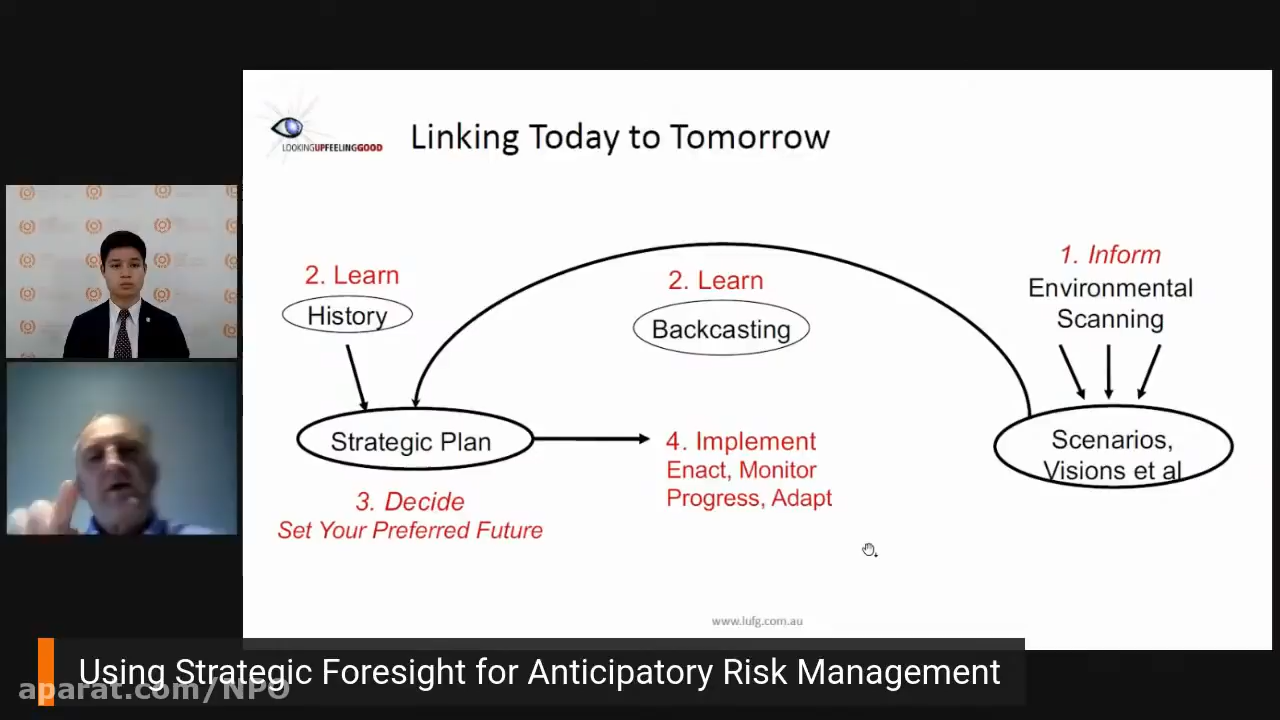 LOOKINGUPFEELINGGOOD
Linking Today to Tomorrow
2. Learn
History
2. Learn
Backcasting
1. Inform
Environmental
Scanning
Strategic Plan
3. Decide
Set Your Preferred Future
4. Implement
Enact, Monitor
Progress, Adapt
Scenarios,
Visions et al
www.lufg.com.au
Using Strategic Foresight for Anticipatory Risk Management
aparat.com/NPO